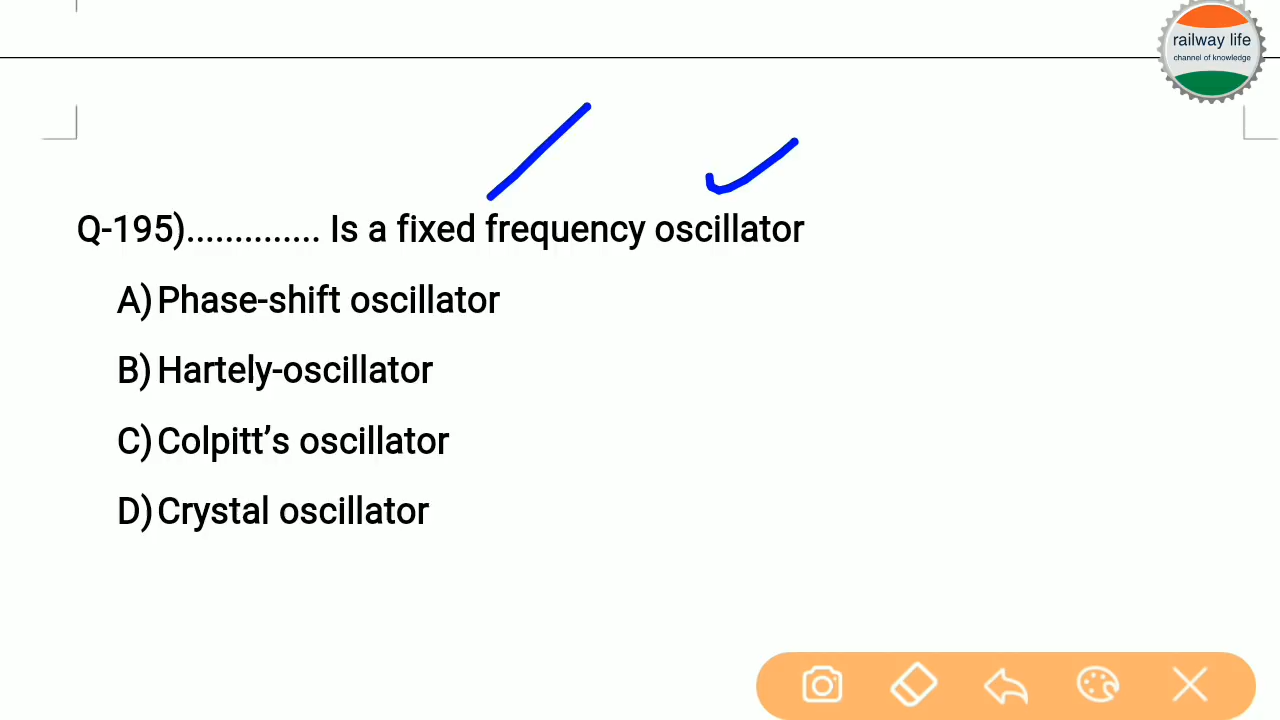 railway life
channel of knowledge
Q-195).............. Is a fixed frequency oscillator
A) Phase-shift oscillator
B) Hartely-oscillator
C) Colpitt’s oscillator
D) Crystal oscillator